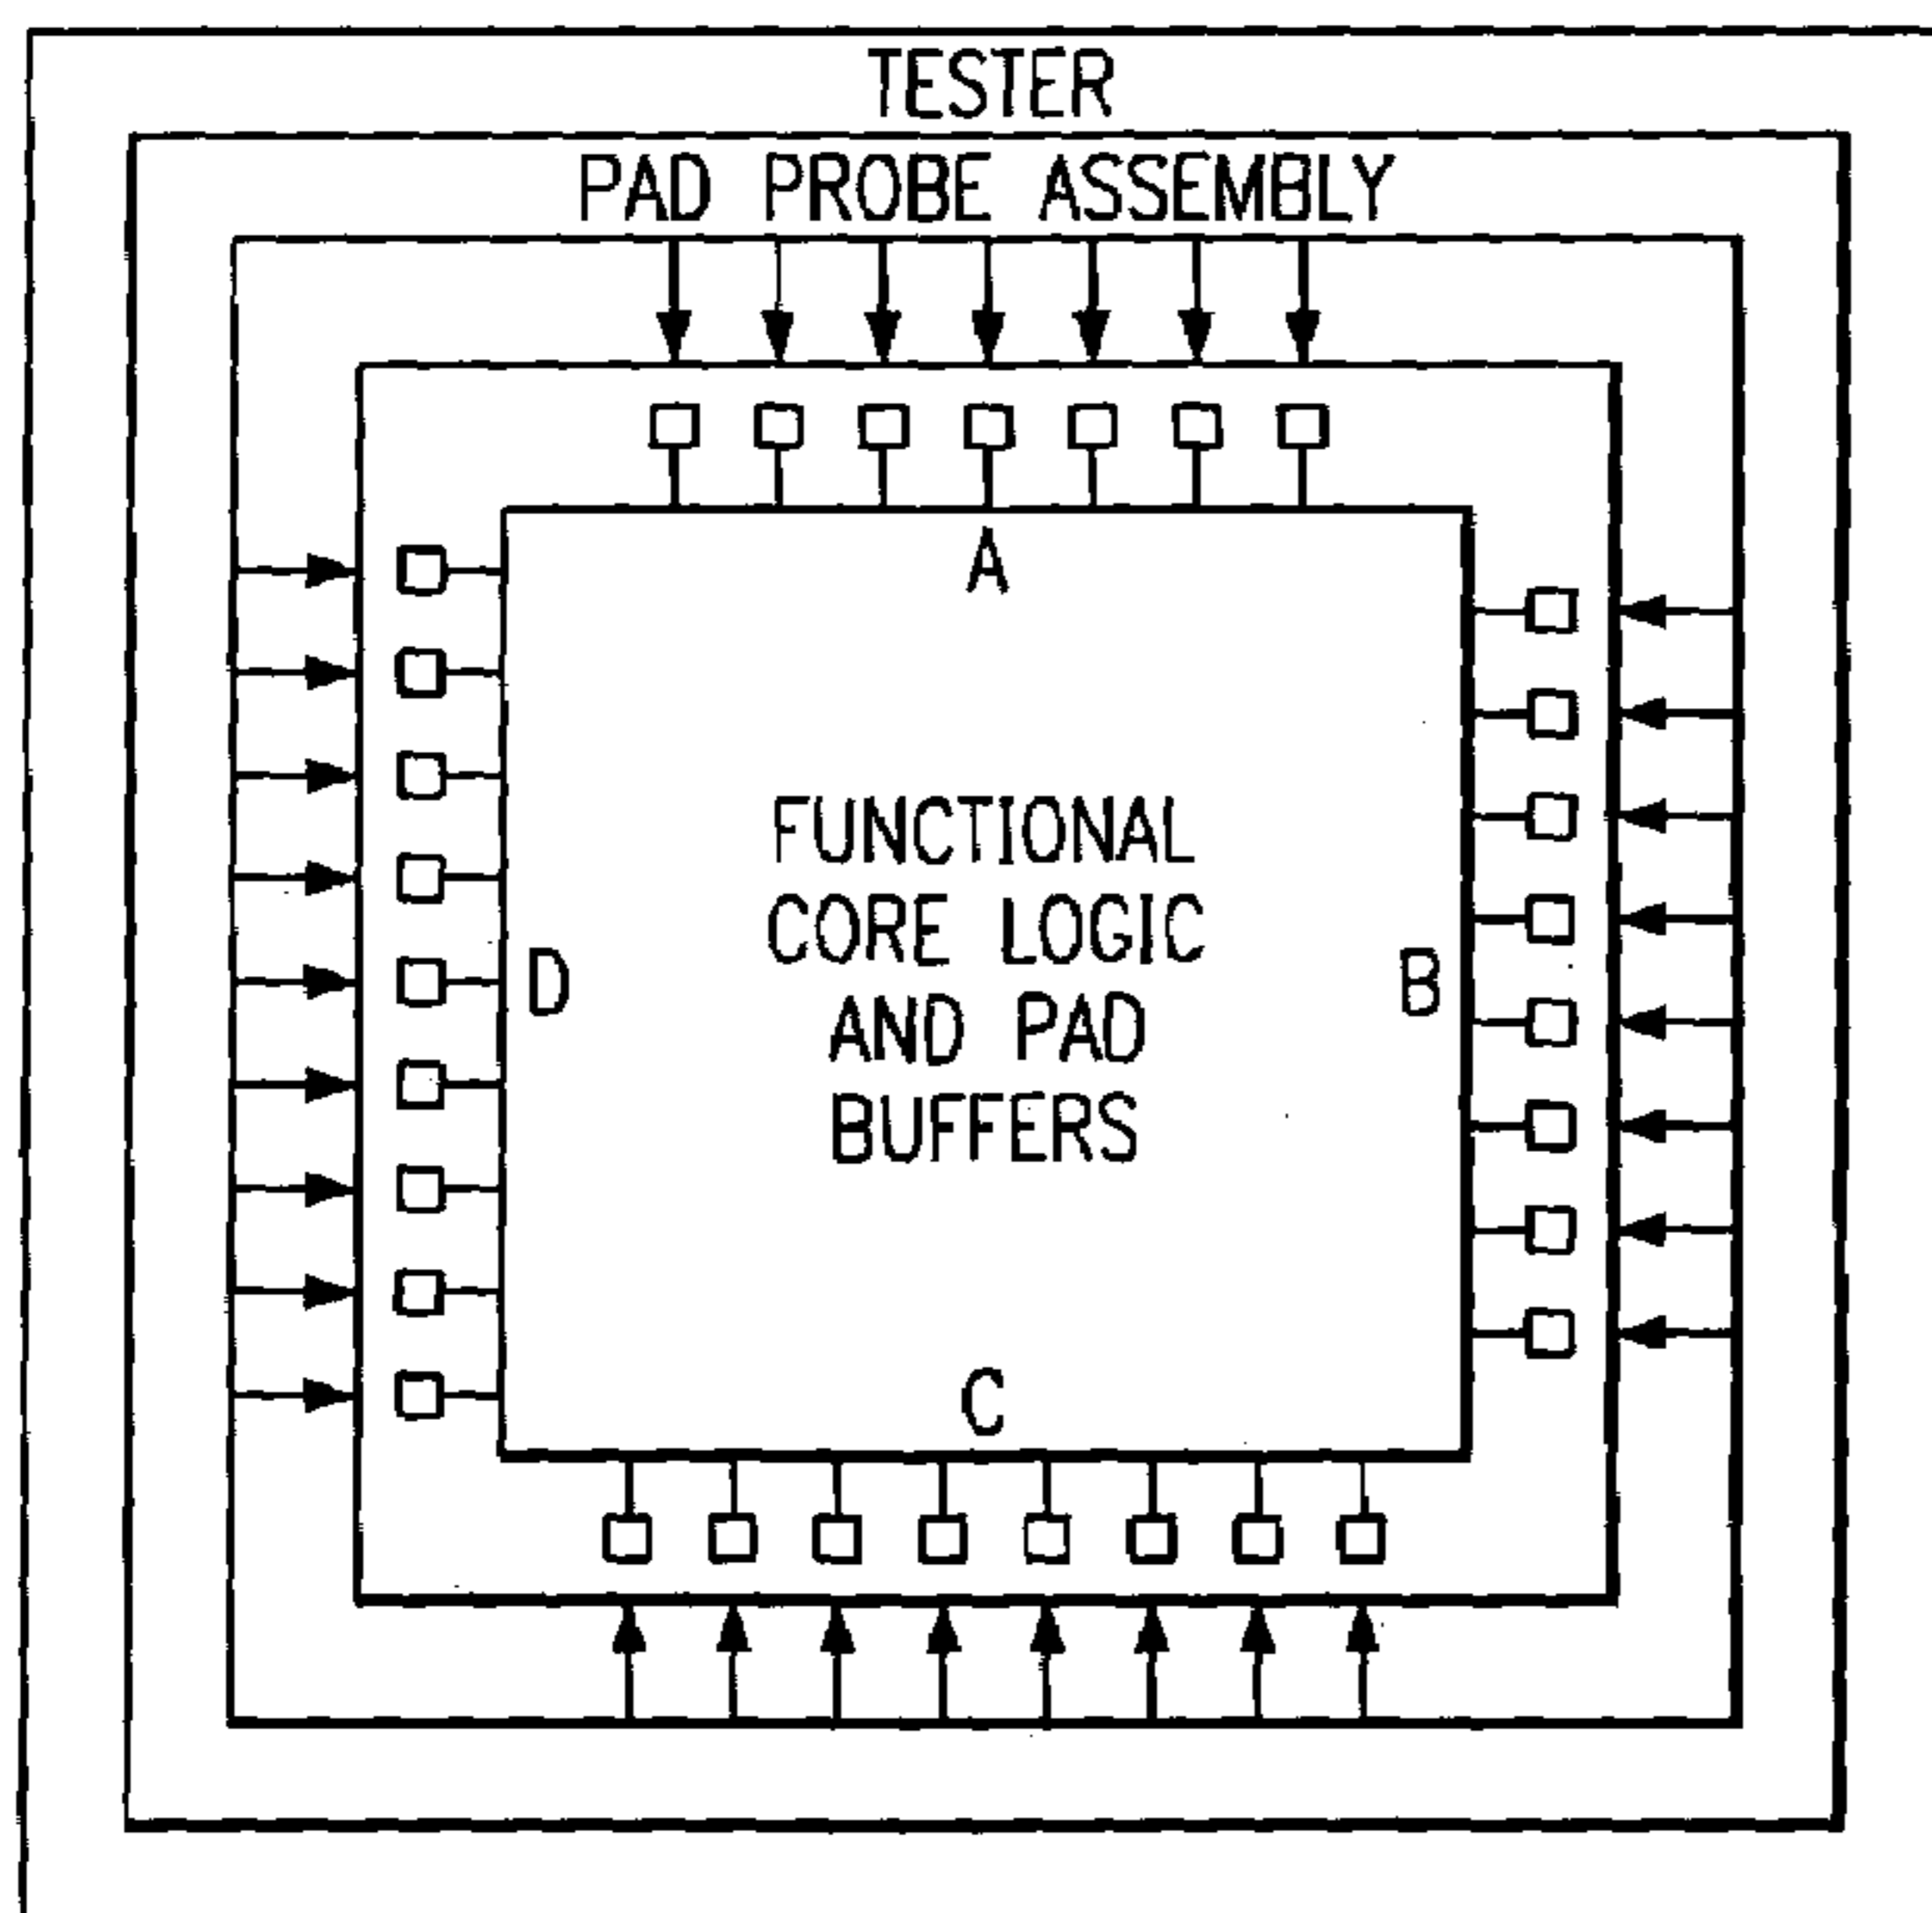 TESTER
PAD PROBE ASSEMBLY
A
FUNCTIONAL
CORE LOGIC
AND PAD
BUFFERS
D
B
C